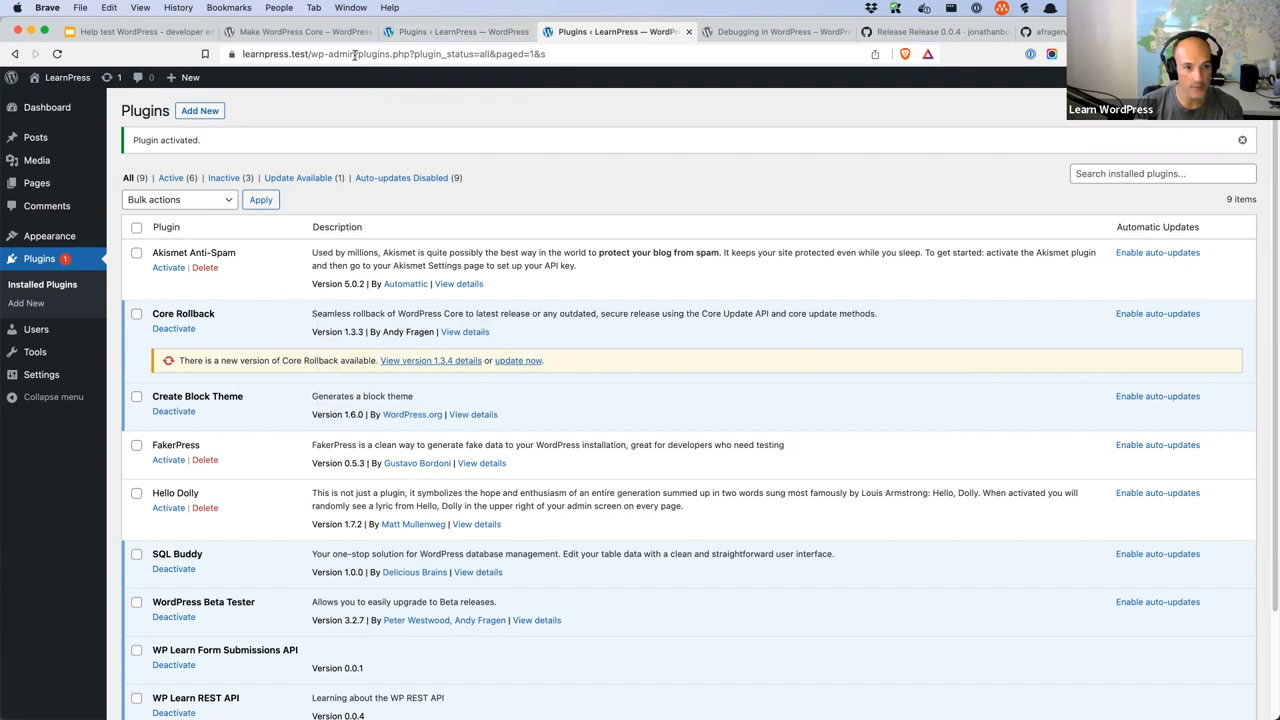 Brave File Edit View History Bookmarks People Tab Window Help
Help test WordPress - developer ed
Make WordPress Core – WordPress
Plugins ‹ LearnPress — WordPress
Plugins ‹ LearnPress — WordPr
Debugging in WordPress – WordPr
Release Release 0.0.4 · jonathanbo
afragen/
learnpress.test/wp-admin/plugins.php?plugin_status=all&paged=1&s
LearnPress 1 0 New
Learn WordPress
Dashboard
Posts
Media
Pages
Comments
Appearance
Plugins 1
Installed Plugins
Add New
Users
Tools
Settings
Collapse menu
Plugins Add New
Plugin activated.
All (9) | Active (6) | Inactive (3) | Update Available (1) | Auto-updates Disabled (9)
Search installed plugins...
Bulk actions Apply
9 items
Plugin Description Automatic Updates
Akismet Anti-Spam
Activate | Delete
Used by millions, Akismet is quite possibly the best way in the world to protect your blog from spam. It keeps your site protected even while you sleep. To get started: activate the Akismet plugin
and then go to your Akismet Settings page to set up your API key.
Version 5.0.2 | By Automattic | View details
Enable auto-updates
Core Rollback
Deactivate
Seamless rollback of WordPress Core to latest release or any outdated, secure release using the Core Update API and core update methods.
Version 1.3.3 | By Andy Fragen | View details
Enable auto-updates
There is a new version of Core Rollback available. View version 1.3.4 details or update now.
Create Block Theme
Deactivate
Generates a block theme
Version 1.6.0 | By WordPress.org | View details
Enable auto-updates
FakerPress
Activate | Delete
FakerPress is a clean way to generate fake data to your WordPress installation, great for developers who need testing
Version 0.5.3 | By Gustavo Bordoni | View details
Enable auto-updates
Hello Dolly
Activate | Delete
This is not just a plugin, it symbolizes the hope and enthusiasm of an entire generation summed up in two words sung most famously by Louis Armstrong: Hello, Dolly. When activated you will
randomly see a lyric from Hello, Dolly in the upper right of your admin screen on every page.
Version 1.7.2 | By Matt Mullenweg | View details
Enable auto-updates
SQL Buddy
Deactivate
Your one-stop solution for WordPress database management. Edit your table data with a clean and straightforward user interface.
Version 1.0.0 | By Delicious Brains | View details
Enable auto-updates
WordPress Beta Tester
Deactivate
Allows you to easily upgrade to Beta releases.
Version 3.2.7 | By Peter Westwood, Andy Fragen | View details
Enable auto-updates
WP Learn Form Submissions API
Deactivate
Version 0.0.1
WP Learn REST API
Deactivate
Learning about the WP REST API
Version 0.0.4